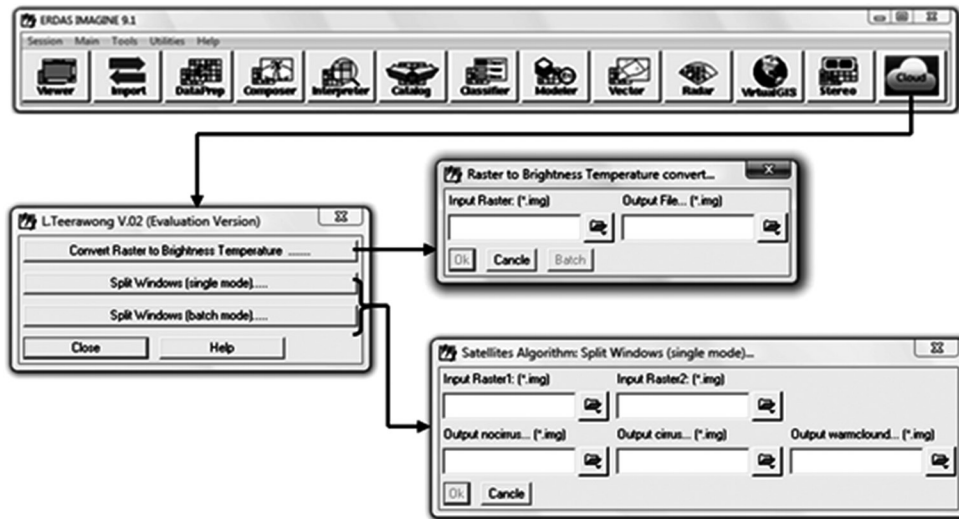 ERDAS IMAGINE 9.1
Session Main Tools Utilities Help
Viewer Import DataPrep Composer Interpreter Catalog Classifier Modeler Vector Radar VirtualGIS Stereo Cloud
Raster to Brightness Temperature convert...
Input Raster: (*.img) Output File... (*.img)
Ok Cancle Batch
L.Teerawong V.02 (Evaluation Version)
Convert Raster to Brightness Temperature .......
Split Windows (single mode).....
Split Windows (batch mode).....
Close Help
Satellites Algorithm: Split Windows (single mode)...
Input Raster1: (*.img) Input Raster2: (*.img)
Output nocirrus... (*.img) Output cirrus... (*.img) Output warmclound... (*.img)
Ok Cancle